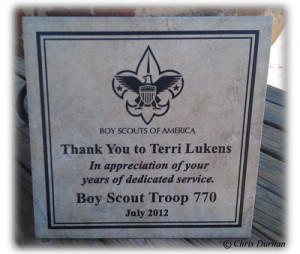 BOY SCOUTS OF AMERICA
Thank You to Terri Lukens
In appreciation of your
years of dedicated service.
Boy Scout Troop 770
July 2012
© Chris Durnan